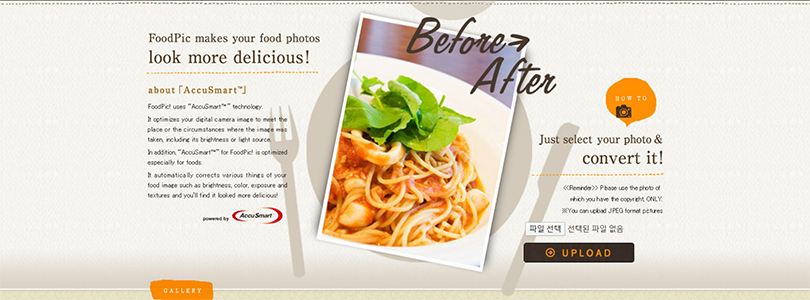 FoodPic makes your food photos
look more delicious!
about「AccuSmart™」
FoodPic! uses "AccuSmart™" technology.
It optimizes your digital camera image to meet the
place or the circumstances where the image was
taken, including its brightness or light source.
In addition, "AccuSmart™" for FoodPic! is optimized
especially for foods.
It automatically corrects various things of your
food image such as brightness, color, exposure and
textures and you'll find it looked more delicious!
powered by AccuSmart
Before→
After
HOW TO
Just select your photo &
convert it!
<<Reminder>> Please use the photo of
which you have the copyright, ONLY.
※You can upload JPEG format pictures
파일 선택 선택된 파일 없음
UPLOAD
GALLERY